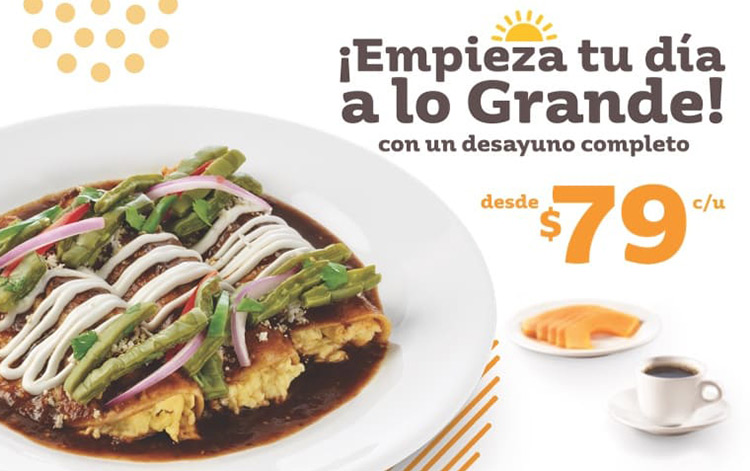 ¡Empieza tu día
a lo Grande!
con un desayuno completo
desde $79 c/u